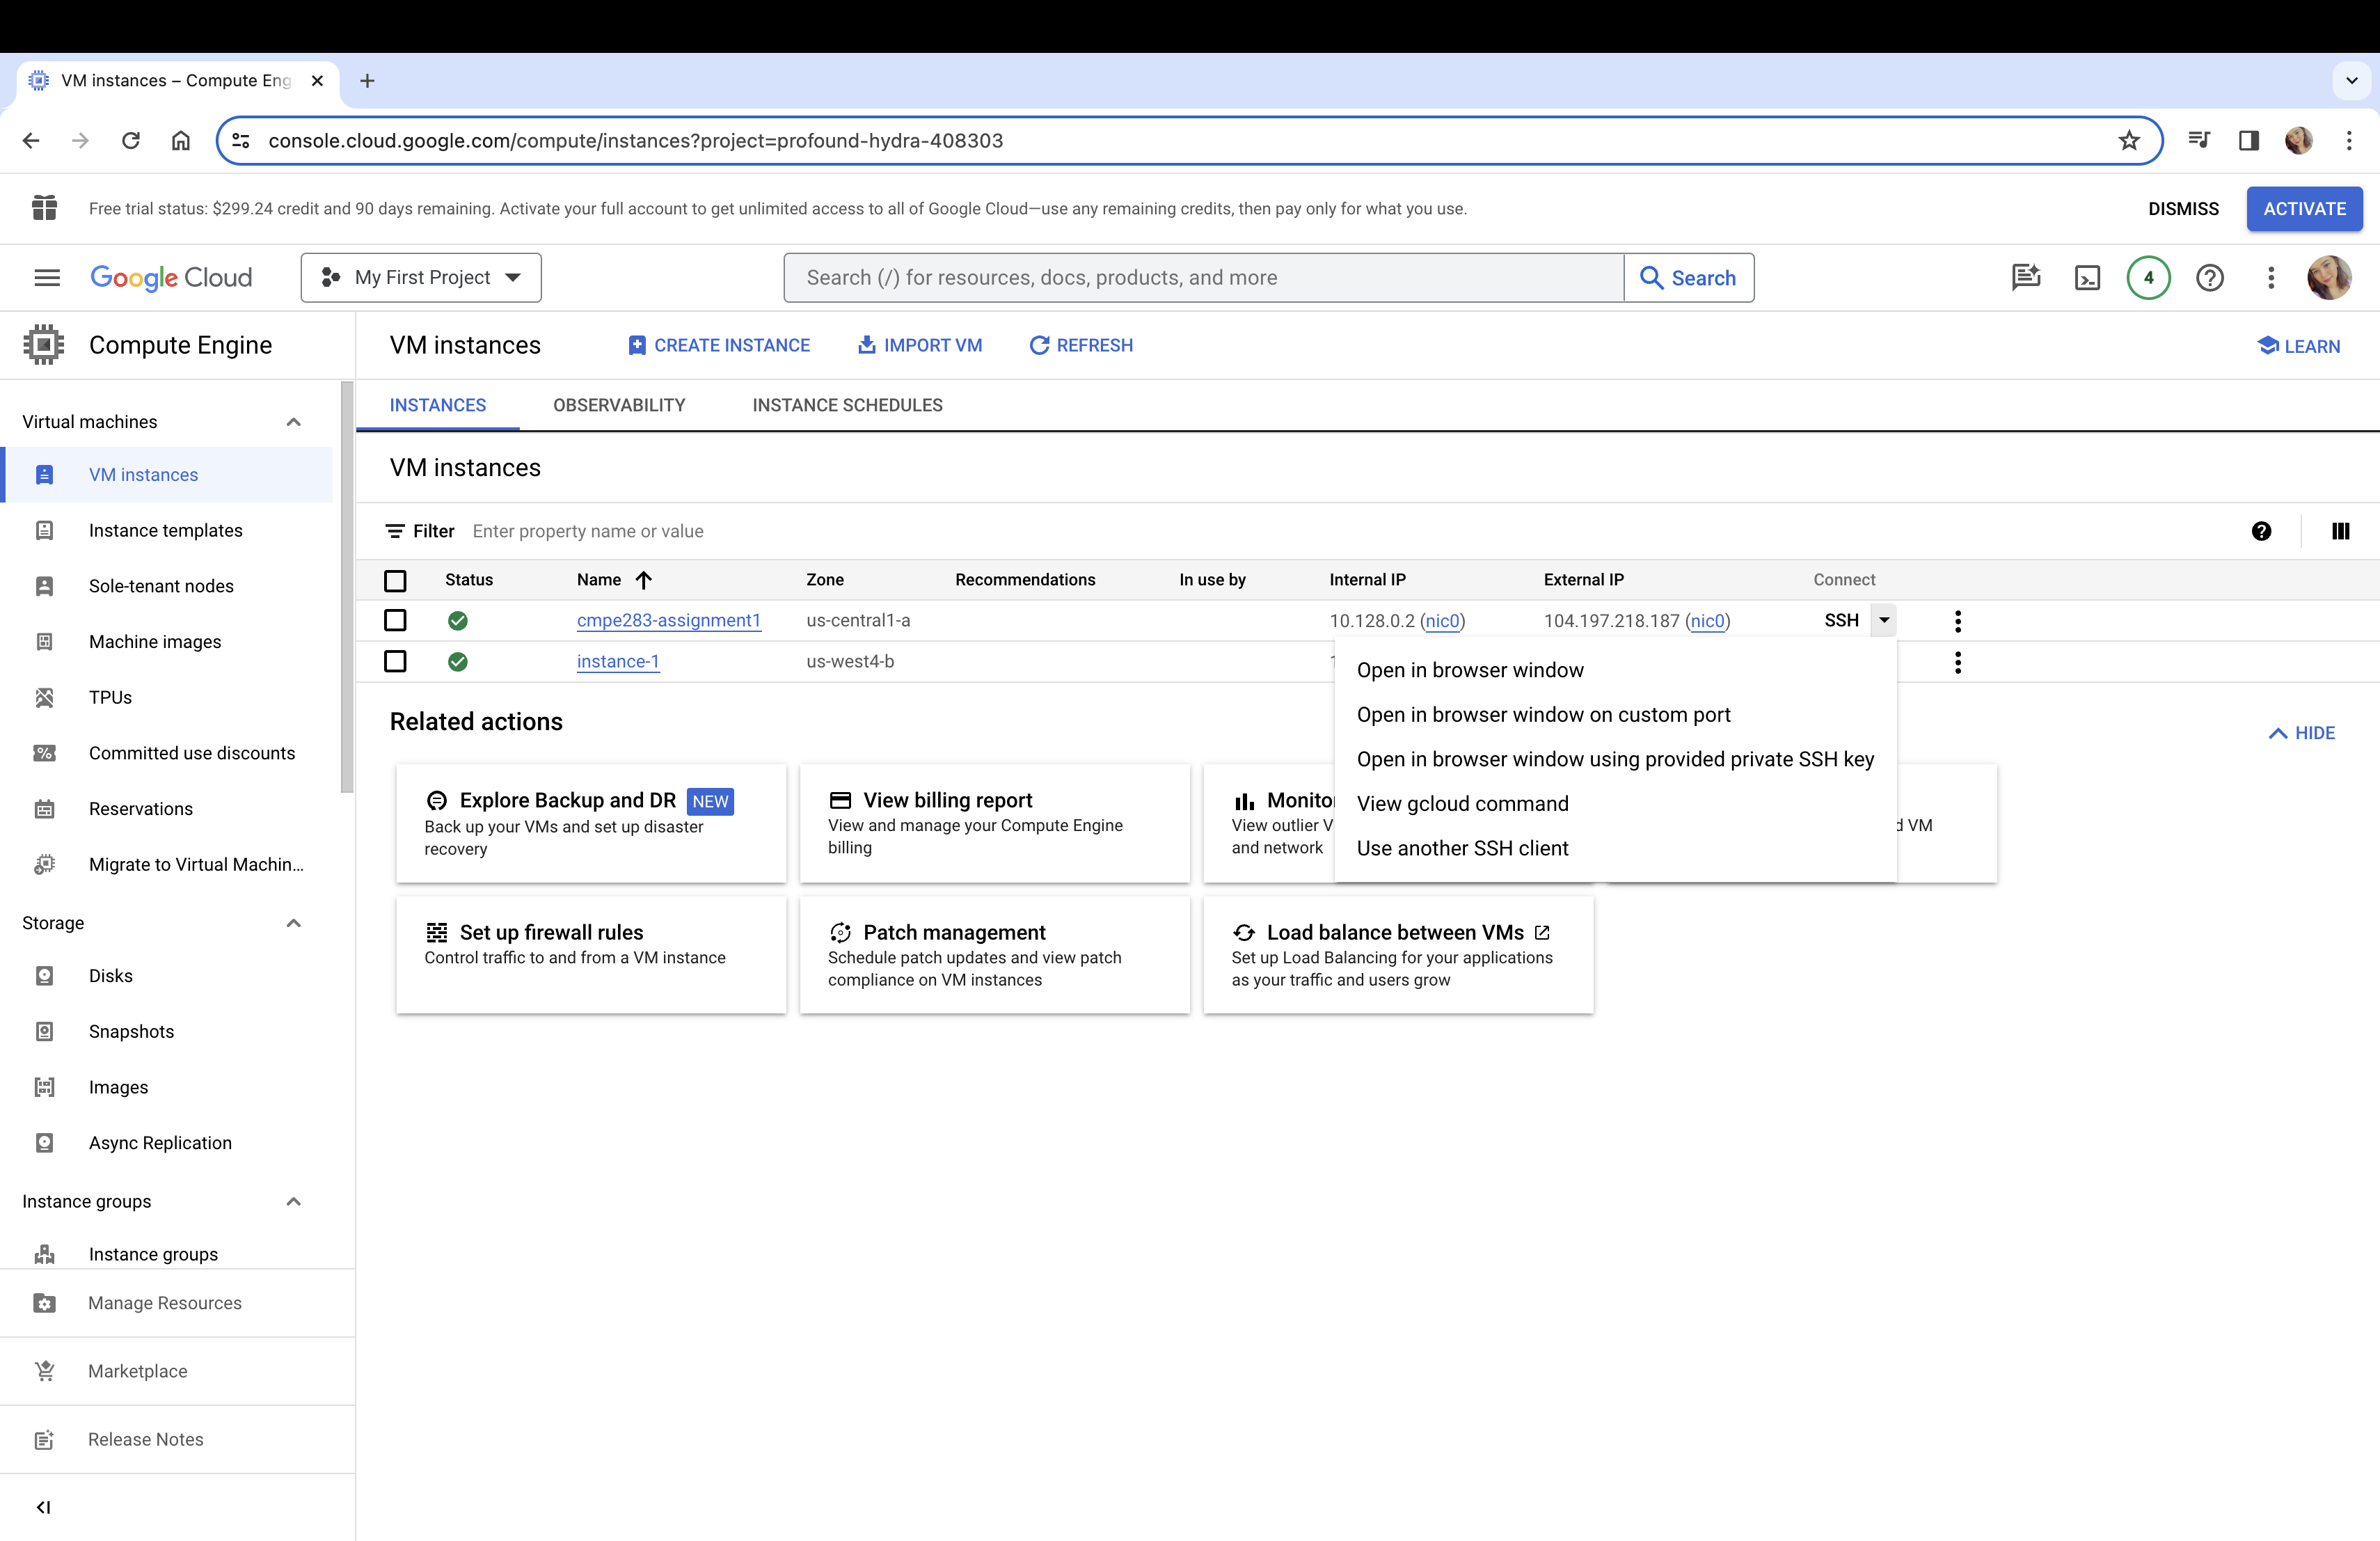 VM instances – Compute Eng
console.cloud.google.com/compute/instances?project=profound-hydra-408303
Free trial status: $299.24 credit and 90 days remaining. Activate your full account to get unlimited access to all of Google Cloud—use any remaining credits, then pay only for what you use.
DISMISS
ACTIVATE
Google Cloud
My First Project
Search (/) for resources, docs, products, and more
Search
4
Compute Engine
VM instances
CREATE INSTANCE
IMPORT VM
REFRESH
LEARN
Virtual machines
VM instances
Instance templates
Sole-tenant nodes
Machine images
TPUs
Committed use discounts
Reservations
Migrate to Virtual Machin...
Storage
Disks
Snapshots
Images
Async Replication
Instance groups
Instance groups
Manage Resources
Marketplace
Release Notes
INSTANCES
OBSERVABILITY
INSTANCE SCHEDULES
VM instances
Filter
Enter property name or value
Status Name Zone Recommendations In use by Internal IP External IP Connect
cmpe283-assignment1 us-central1-a 10.128.0.2 (nic0) 104.197.218.187 (nic0) SSH
instance-1 us-west4-b
Open in browser window
Open in browser window on custom port
Open in browser window using provided private SSH key
View gcloud command
Use another SSH client
Related actions
HIDE
Explore Backup and DR NEW
Back up your VMs and set up disaster
recovery
View billing report
View and manage your Compute Engine
billing
View outlier
and network
VM
Set up firewall rules
Control traffic to and from a VM instance
Patch management
Schedule patch updates and view patch
compliance on VM instances
Load balance between VMs
Set up Load Balancing for your applications
as your traffic and users grow